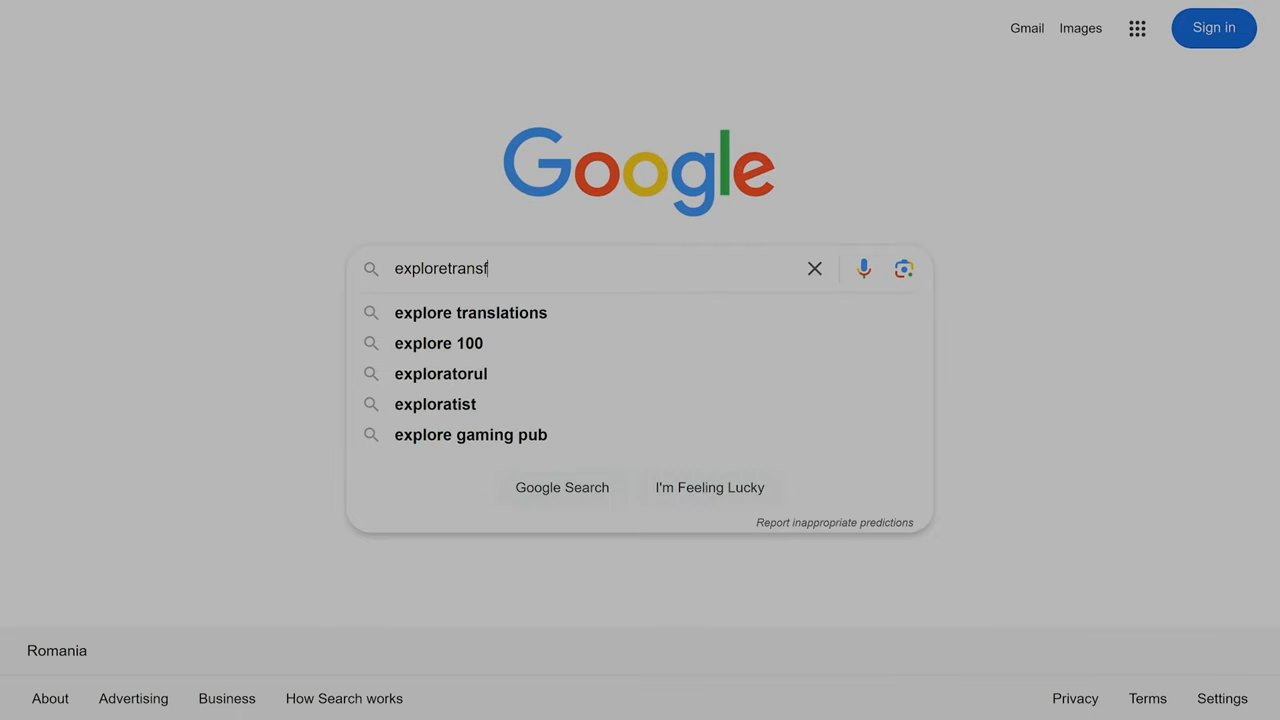 Gmail Images Sign in
Google
exploretransf
explore translations
explore 100
exploratorul
exploratist
explore gaming pub
Google Search I'm Feeling Lucky
Report inappropriate predictions
Romania
About Advertising Business How Search works Privacy Terms Settings